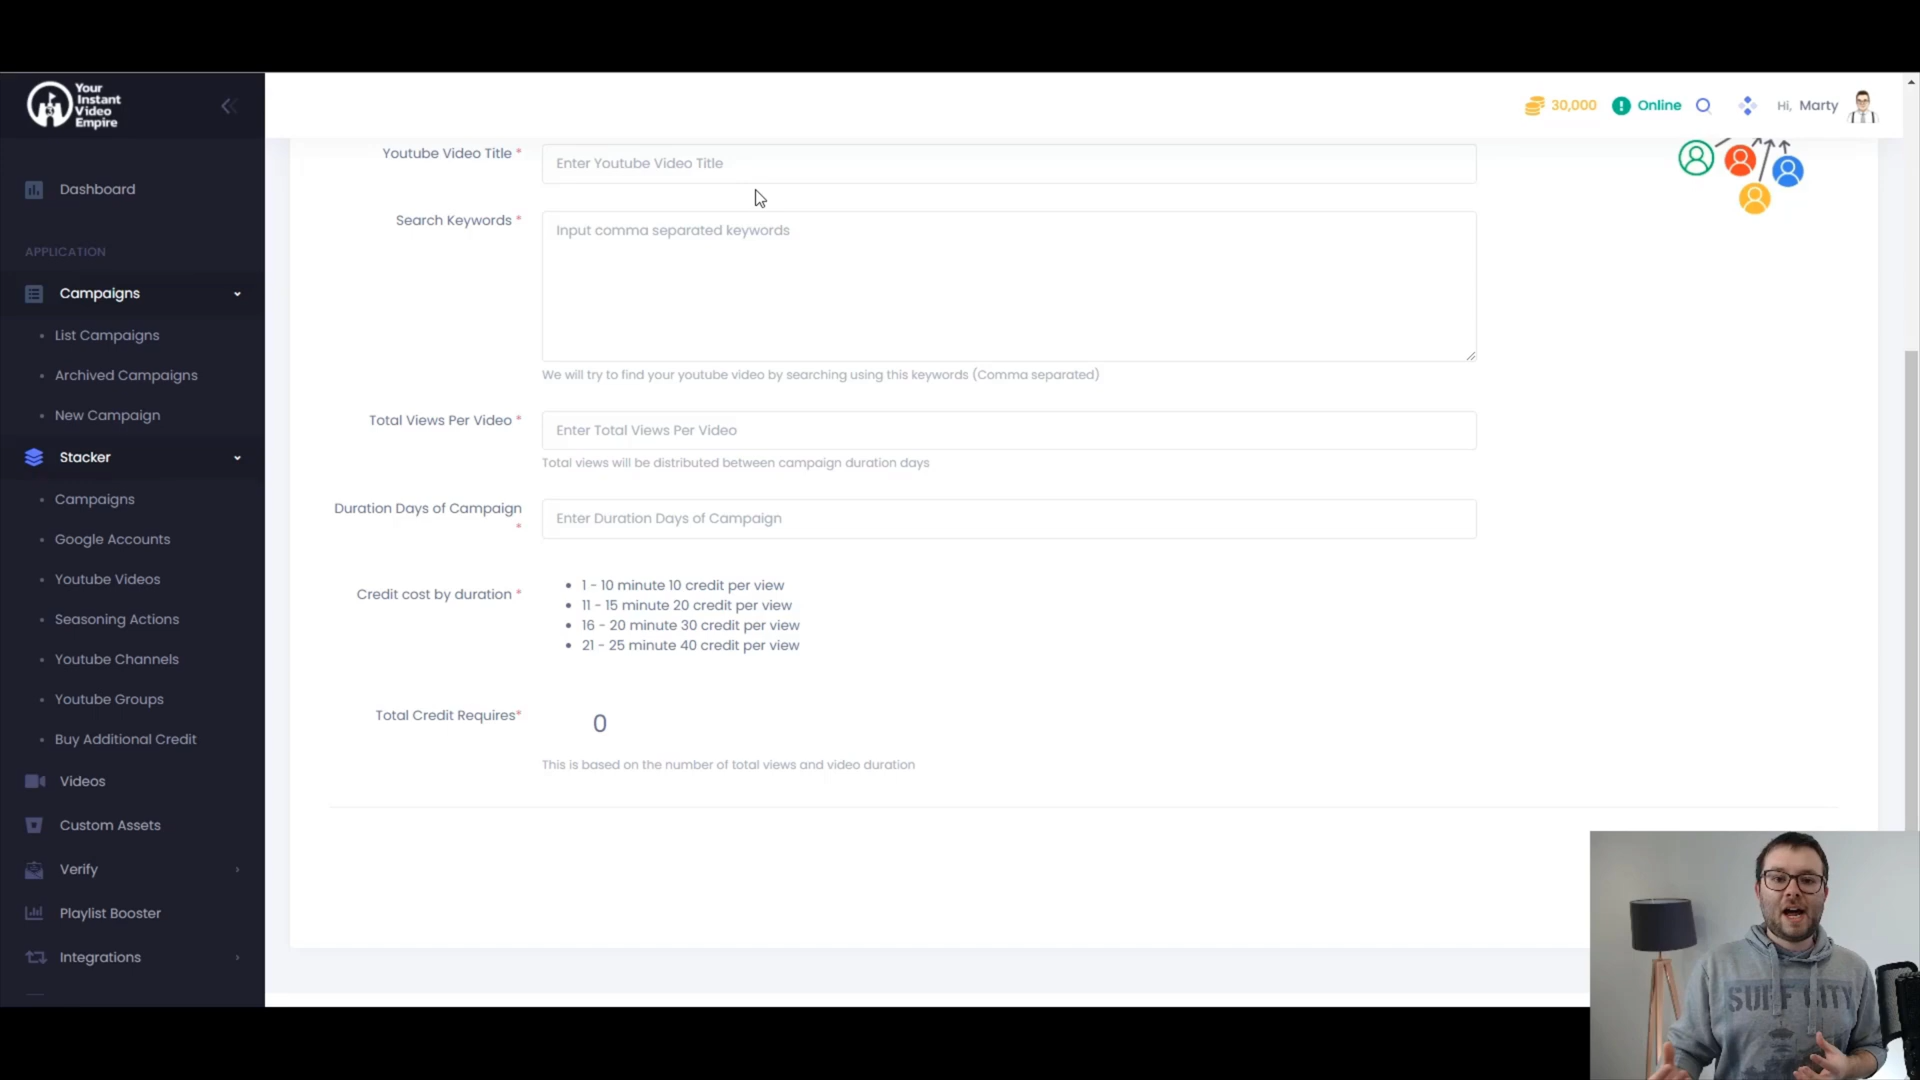 Your
Instant
Video
Empire
30,000
Online
Hi, Marty
Dashboard
APPLICATION
Campaigns
List Campaigns
Archived Campaigns
New Campaign
Stacker
Campaigns
Google Accounts
Youtube Videos
Seasoning Actions
Youtube Channels
Youtube Groups
Buy Additional Credit
Videos
Custom Assets
Verify
Playlist Booster
Integrations
Youtube Video Title *
Enter Youtube Video Title
Search Keywords *
Input comma separated keywords
We will try to find your youtube video by searching using this keywords (Comma separated)
Total Views Per Video *
Enter Total Views Per Video
Total views will be distributed between campaign duration days
Duration Days of Campaign *
Enter Duration Days of Campaign
Credit cost by duration *
1 - 10 minute 10 credit per view
11 - 15 minute 20 credit per view
16 - 20 minute 30 credit per view
21 - 25 minute 40 credit per view
Total Credit Requires*
0
This is based on the number of total views and video duration
SURF CITY